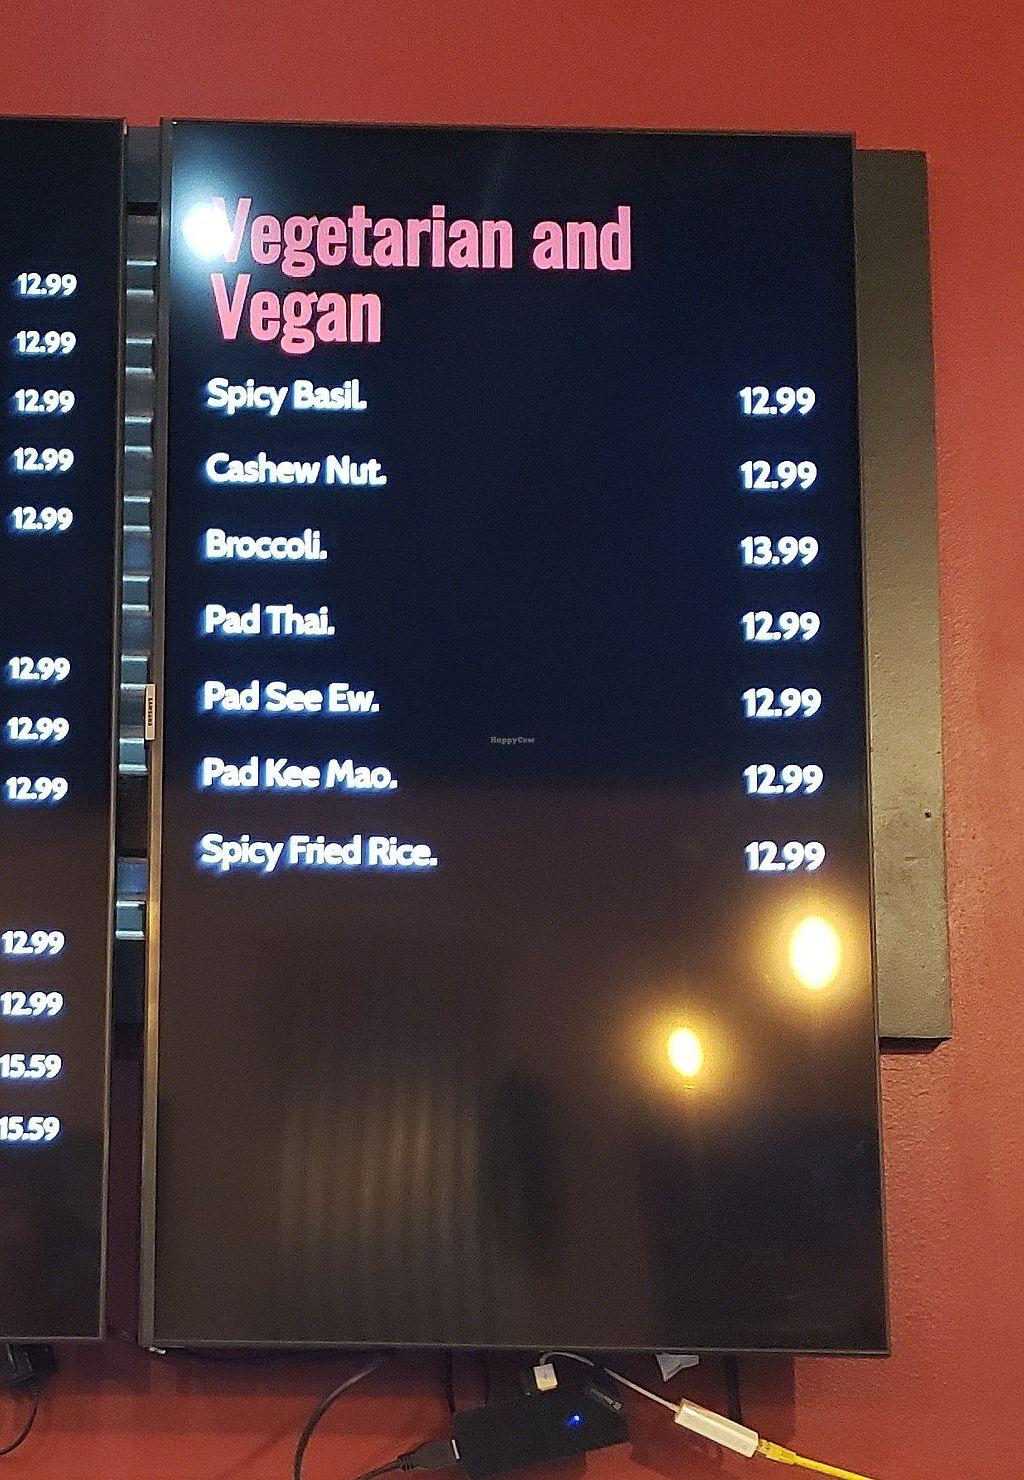 Vegetarian and
Vegan
Spicy Basil. 12.99
Cashew Nut. 12.99
Broccoli. 13.99
Pad Thai. 12.99
Pad See Ew. 12.99
Pad Kee Mao. 12.99
Spicy Fried Rice. 12.99
12.99
12.99
12.99
12.99
12.99
12.99
12.99
12.99
12.99
12.99
15.59
15.59
HappyCow